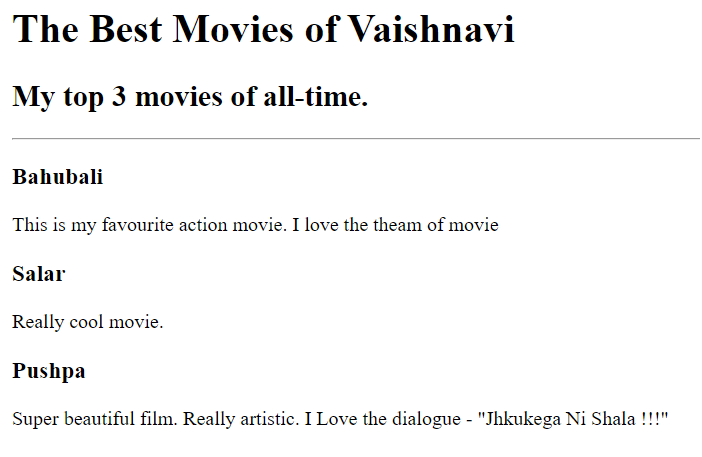 The Best Movies of Vaishnavi
My top 3 movies of all-time.
Bahubali
This is my favourite action movie. I love the theam of movie
Salar
Really cool movie.
Pushpa
Super beautiful film. Really artistic. I Love the dialogue - "Jhkukega Ni Shala !!!"